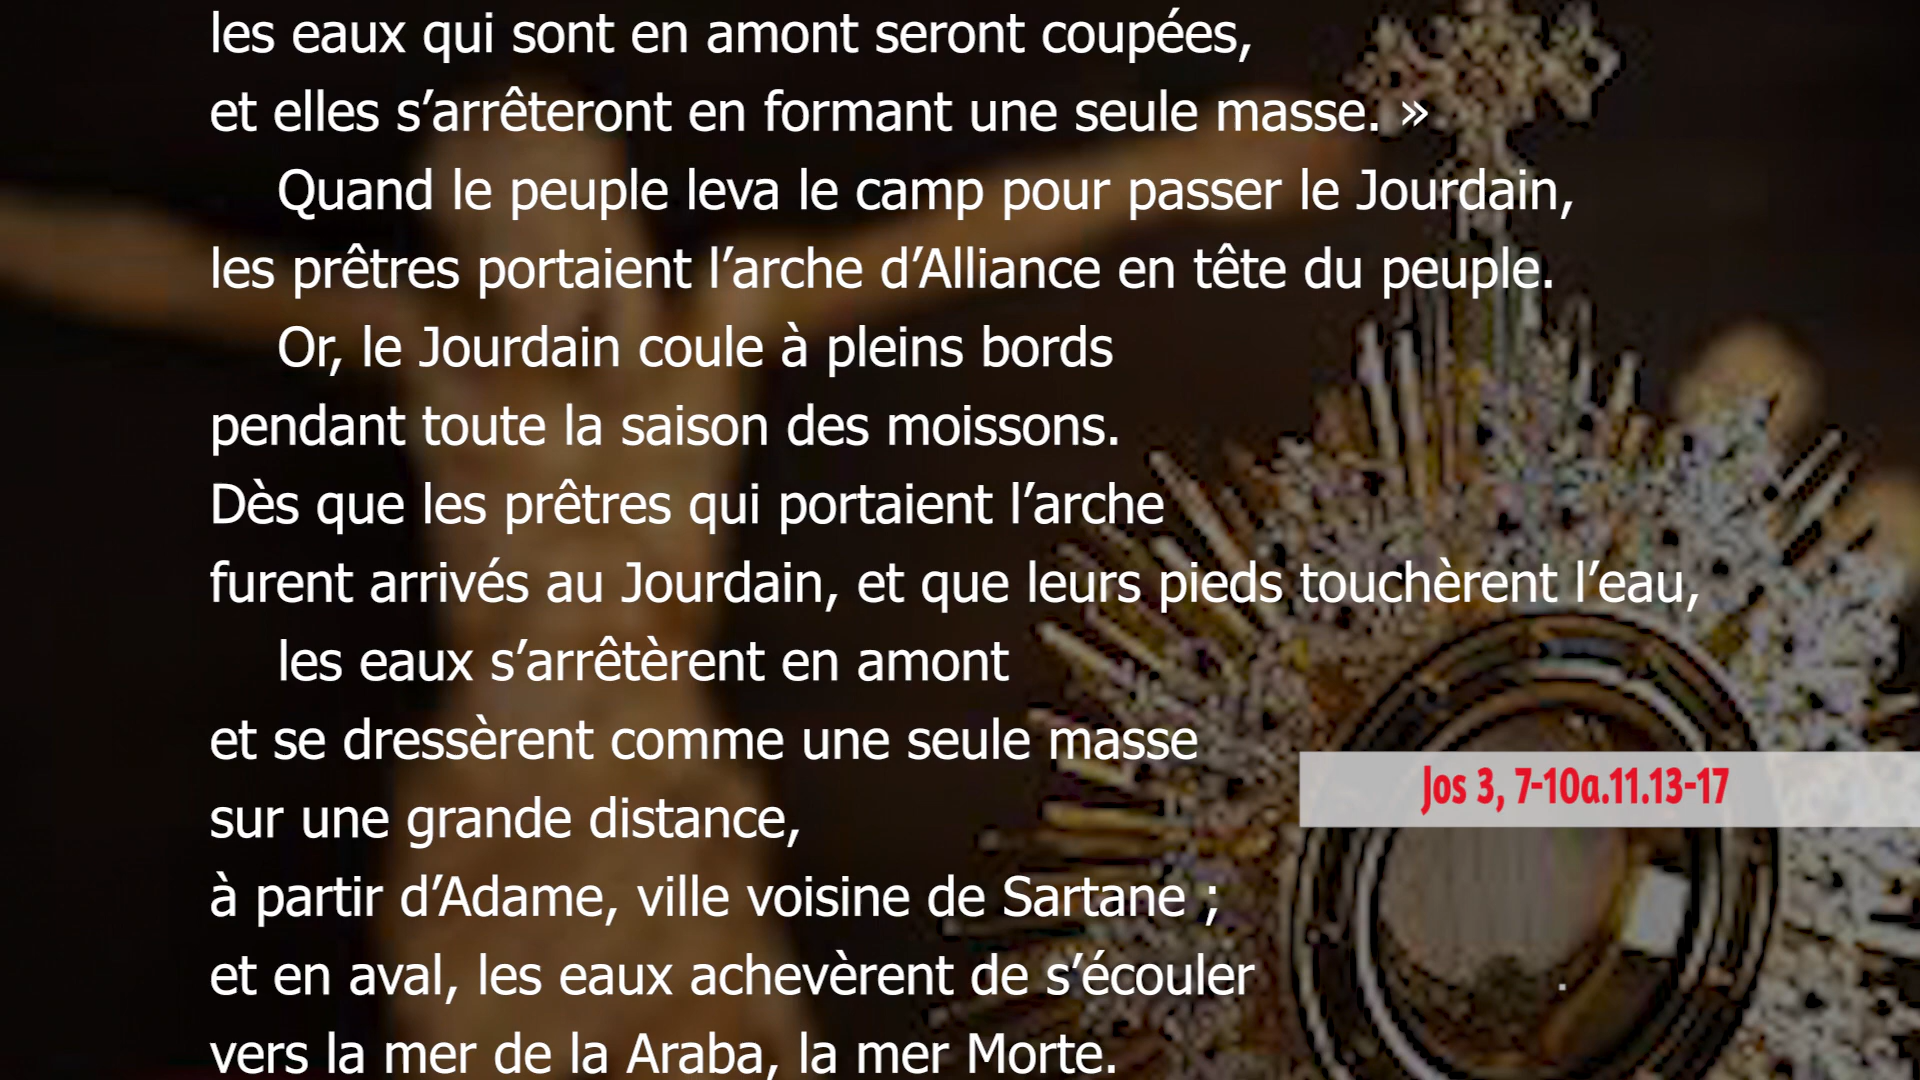 les eaux qui sont en amont seront coupées,
et elles s’arrêteront en formant une seule masse. »
Quand le peuple leva le camp pour passer le Jourdain,
les prêtres portaient l’arche d’Alliance en tête du peuple.
Or, le Jourdain coule à pleins bords
pendant toute la saison des moissons.
Dès que les prêtres qui portaient l’arche
furent arrivés au Jourdain, et que leurs pieds touchèrent l’eau,
les eaux s’arrêtèrent en amont
et se dressèrent comme une seule masse
sur une grande distance,
à partir d’Adame, ville voisine de Sartane ;
et en aval, les eaux achevèrent de s’écouler
vers la mer de la Araba, la mer Morte.
Jos 3, 7-10a.11.13-17